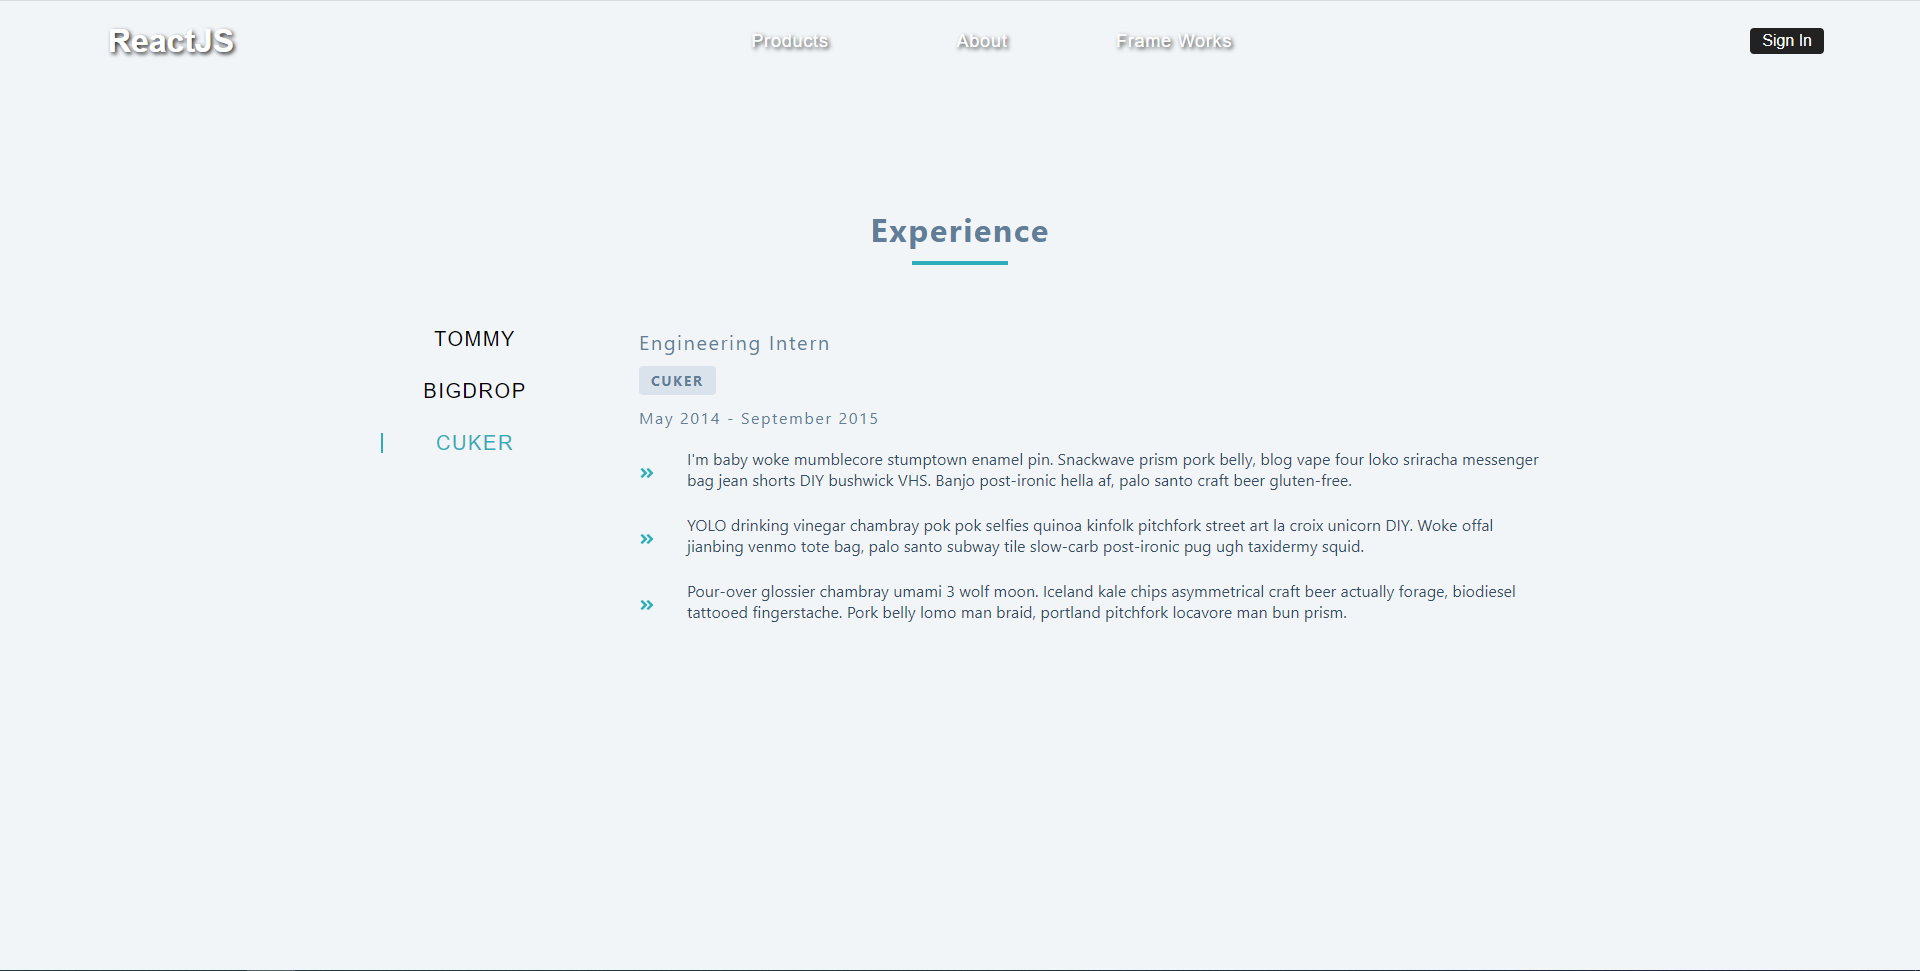 ReactJS
Products
About
Frame Works
Sign In
Experience
TOMMY
BIGDROP
CUKER
Engineering Intern
CUKER
May 2014 - September 2015
I'm baby woke mumblecore stumptown enamel pin. Snackwave prism pork belly, blog vape four loko sriracha messenger
bag jean shorts DIY bushwick VHS. Banjo post-ironic hella af, palo santo craft beer gluten-free.
YOLO drinking vinegar chambray pok pok selfies quinoa kinfolk pitchfork street art la croix unicorn DIY. Woke offal
jianbing venmo tote bag, palo santo subway tile slow-carb post-ironic pug ugh taxidermy squid.
Pour-over glossier chambray umami 3 wolf moon. Iceland kale chips asymmetrical craft beer actually forage, biodiesel
tattooed fingerstache. Pork belly lomo man braid, portland pitchfork locavore man bun prism.